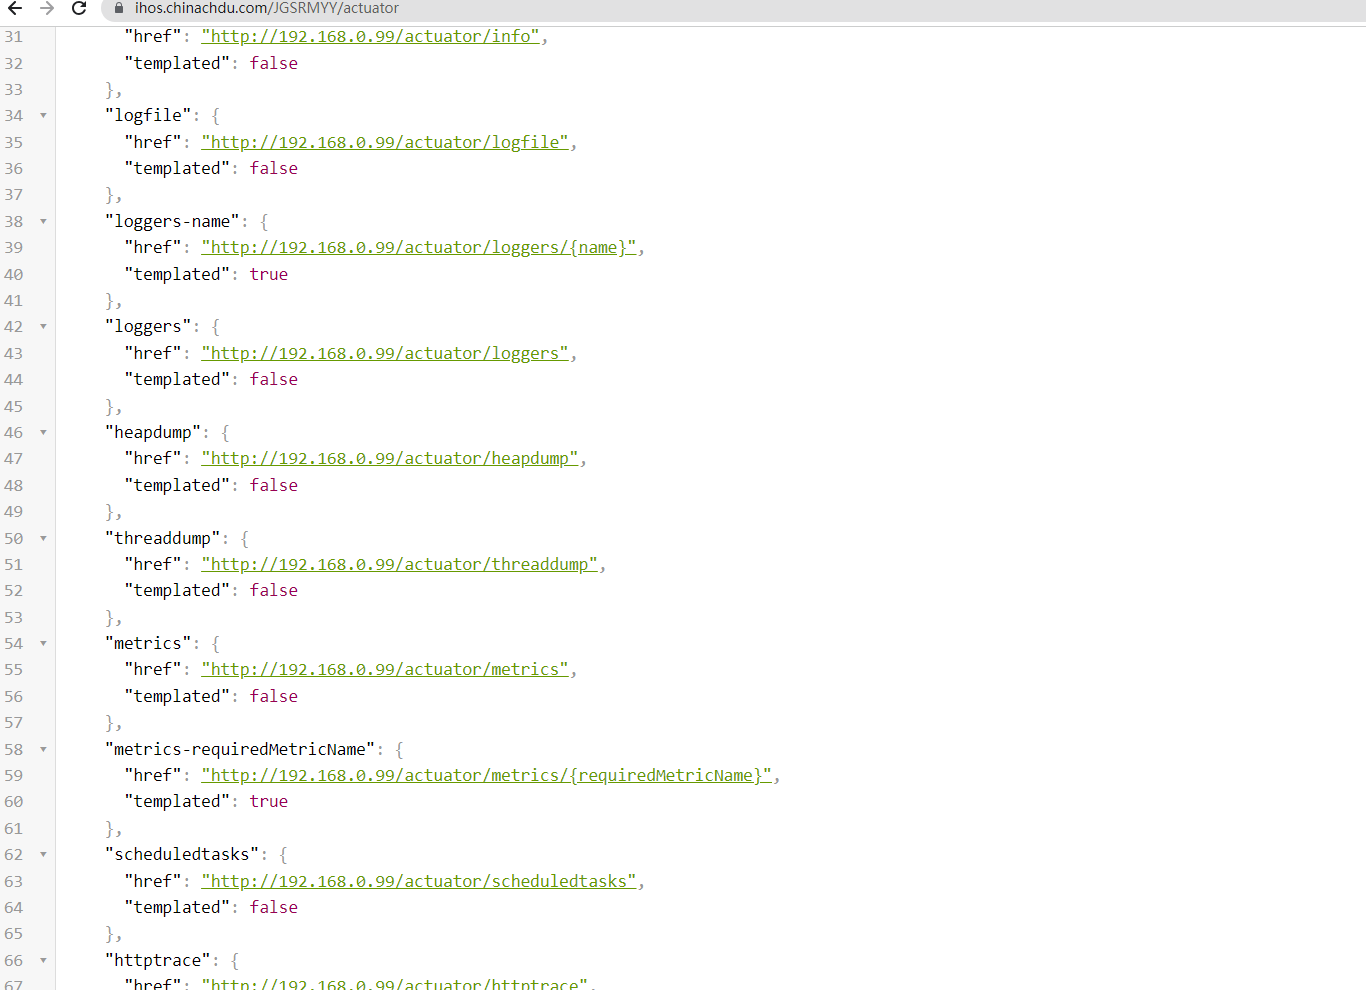 ihos.chinachdu.com/JGSRMYY/actuator
31 "href": "http://192.168.0.99/actuator/info",
32 "templated": false
33 },
34 "logfile": {
35 "href": "http://192.168.0.99/actuator/logfile",
36 "templated": false
37 },
38 "loggers-name": {
39 "href": "http://192.168.0.99/actuator/loggers/{name}",
40 "templated": true
41 },
42 "loggers": {
43 "href": "http://192.168.0.99/actuator/loggers",
44 "templated": false
45 },
46 "heapdump": {
47 "href": "http://192.168.0.99/actuator/heapdump",
48 "templated": false
49 },
50 "threaddump": {
51 "href": "http://192.168.0.99/actuator/threaddump",
52 "templated": false
53 },
54 "metrics": {
55 "href": "http://192.168.0.99/actuator/metrics",
56 "templated": false
57 },
58 "metrics-requiredMetricName": {
59 "href": "http://192.168.0.99/actuator/metrics/{requiredMetricName}",
60 "templated": true
61 },
62 "scheduledtasks": {
63 "href": "http://192.168.0.99/actuator/scheduledtasks",
64 "templated": false
65 },
66 "httptrace": {
67 "href": "http://192.168.0.99/actuator/httptrace",